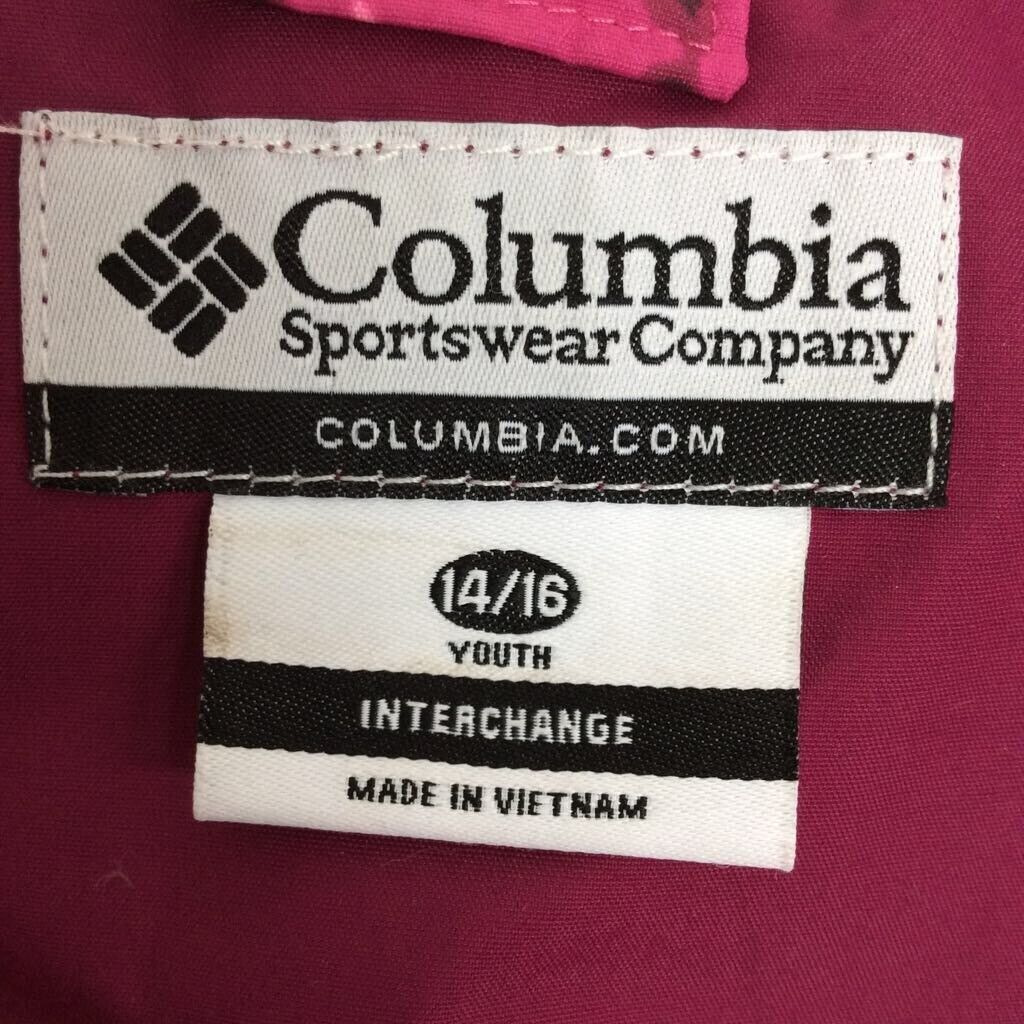 Columbia
Sportswear Company
COLUMBIA.COM
14/16
YOUTH
INTERCHANGE
MADE IN VIETNAM